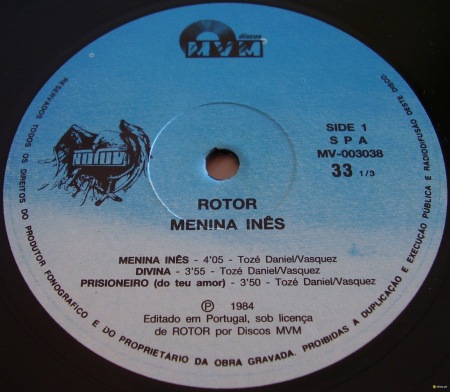 discos
MVM
SIDE 1
S P A
MV-003038
33 1/3
ROTOR
MENINA INÊS
MENINA INÊS - 4'05 - Tozé Daniel/Vasquez
DIVINA - 3'55 - Tozé Daniel/Vasquez
PRISIONEIRO (do teu amor) - 3'50 - Tozé Daniel/Vasquez
Ⓟ 1984
Editado em Portugal, sob licença
de ROTOR por Discos MVM
RESERVADOS TODOS OS DIREITOS DO PRODUTOR FONOGRAFICO E DO PROPRIETÁRIO DA OBRA GRAVADA. PROIBIDAS A DUPLICAÇÃO E EXECUÇÃO PUBLICA E RADIODIFUSÃO DESTE DISCO